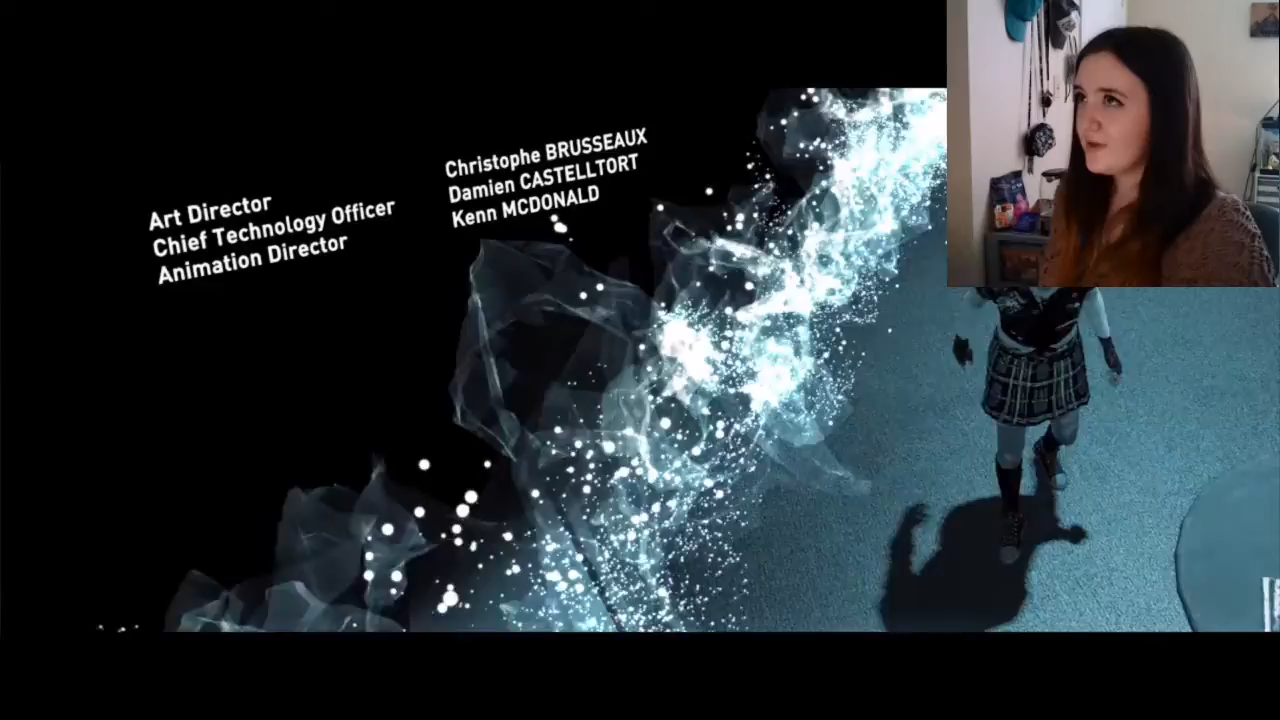 Art Director
Chief Technology Officer
Animation Director
Christophe BRUSSEAUX
Damien CASTELLTORT
Kenn MCDONALD